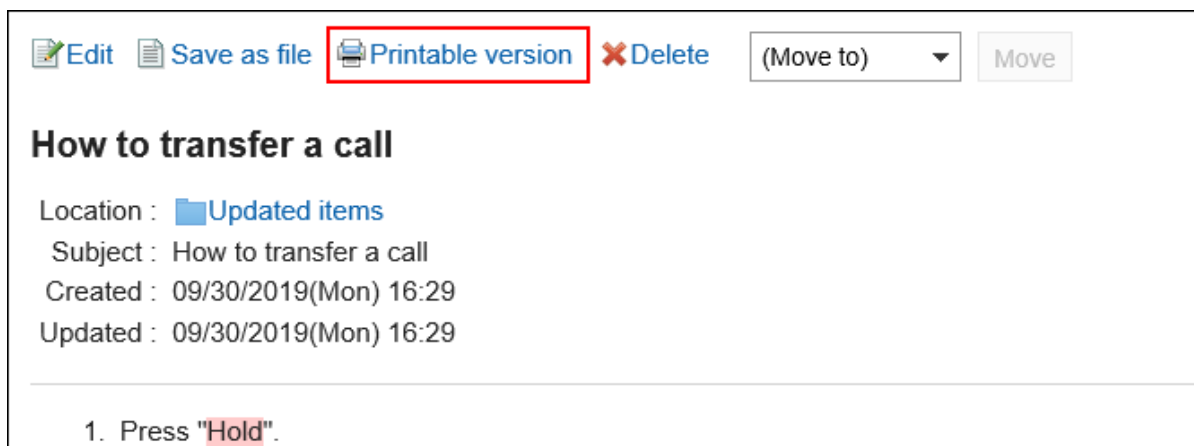 Edit Save as file Printable version Delete (Move to) Move
How to transfer a call
Location : Updated items
Subject : How to transfer a call
Created : 09/30/2019(Mon) 16:29
Updated : 09/30/2019(Mon) 16:29
1. Press "Hold".